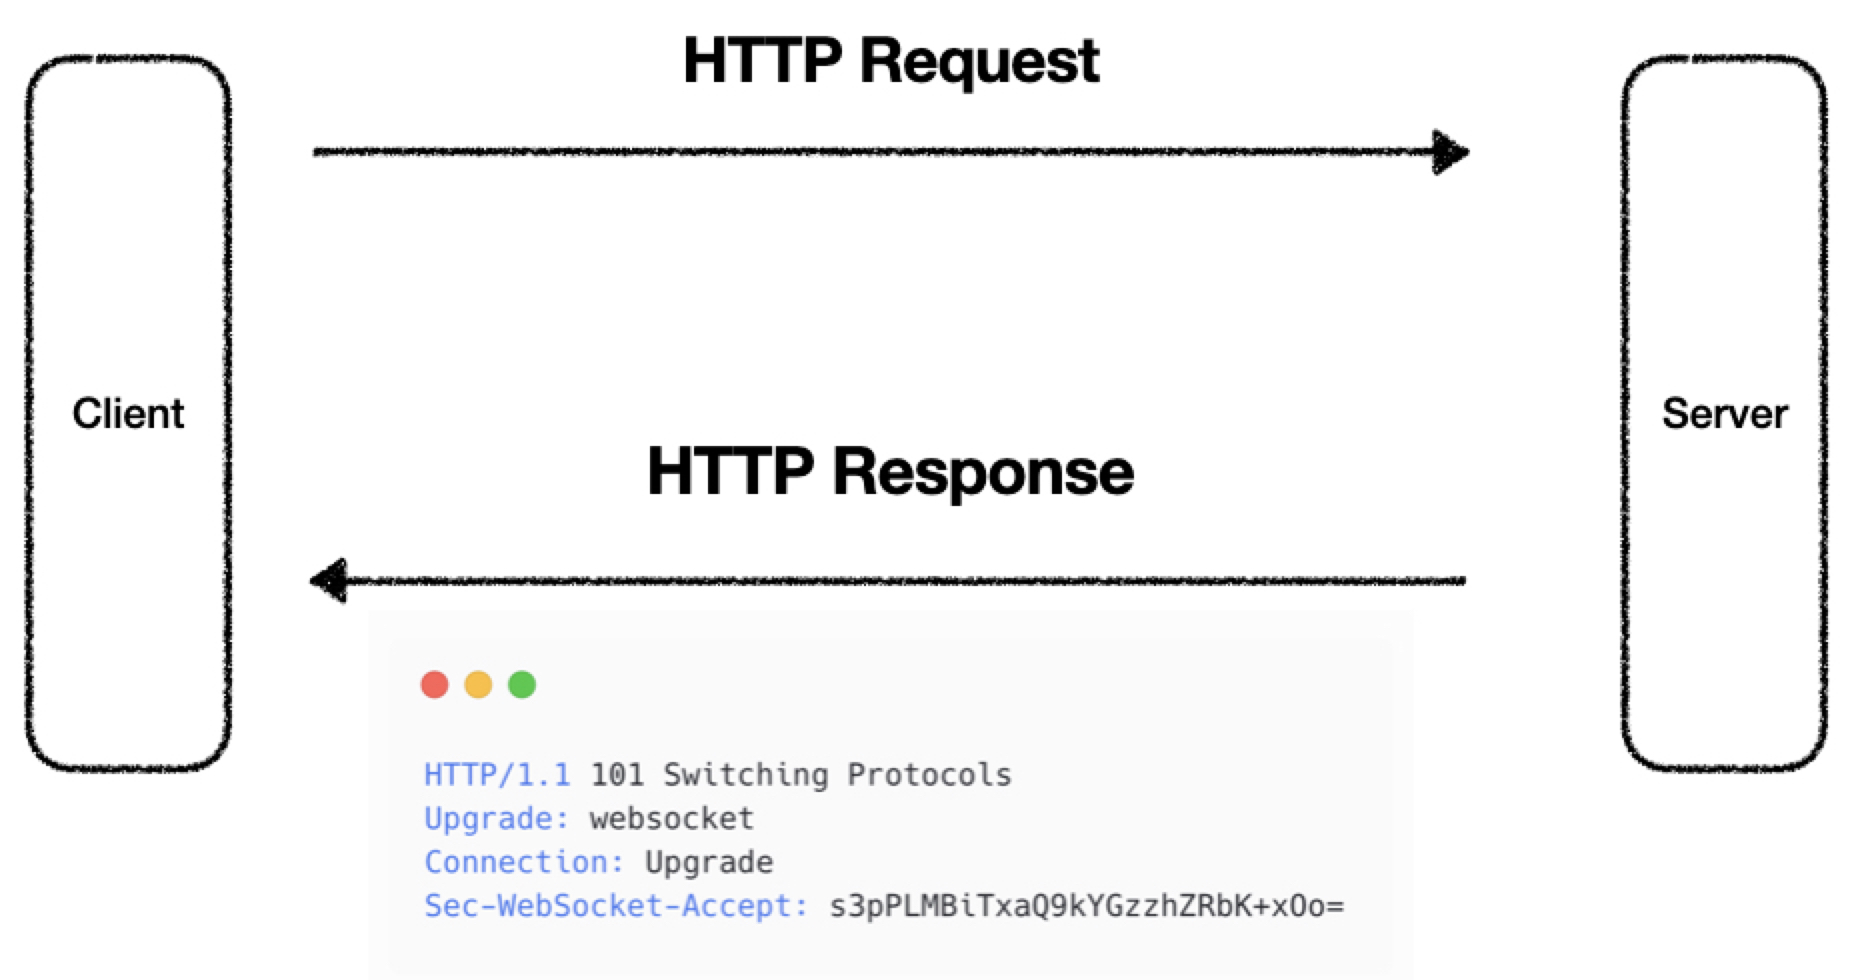 HTTP Request
Client
Server
HTTP Response
HTTP/1.1 101 Switching Protocols
Upgrade: websocket
Connection: Upgrade
Sec-WebSocket-Accept: s3pPLMBiTxaQ9kYGzzhZRbK+xOo=